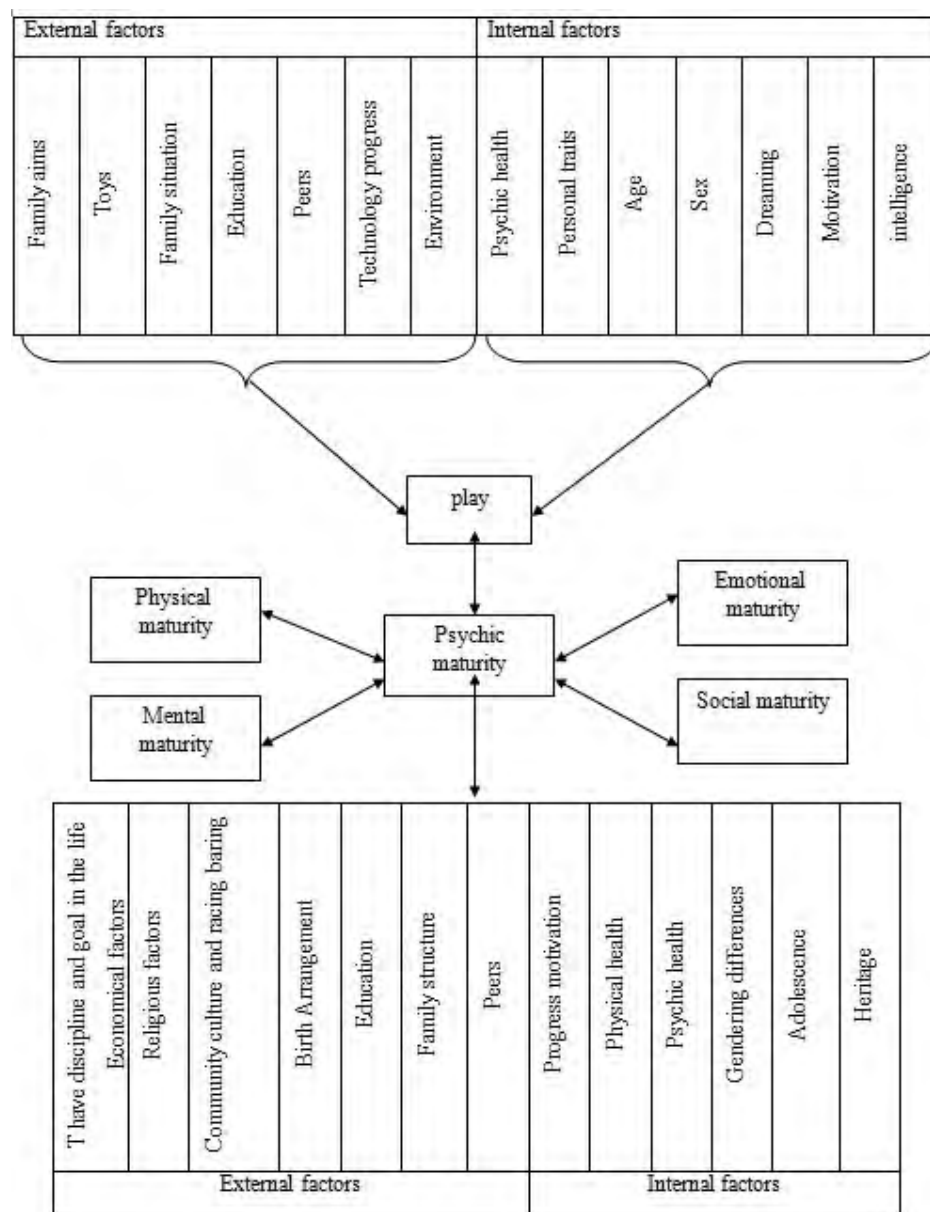 External factors
Internal factors
Family aims
Toys
Family situation
Education
Peers
Technology progress
Environment
Psychic health
Personal traits
Age
Sex
Dreaming
Motivation
intelligence
play
Physical
maturity
Emotional
maturity
Psychic
maturity
Mental
maturity
Social maturity
T have discipline and goal in the life
Economical factors
Religious factors
Community culture and racing baring
Birth Arrangement
Education
Family structure
Peers
Progress motivation
Physical health
Psychic health
Gendering differences
Adolescence
Heritage
External factors
Internal factors